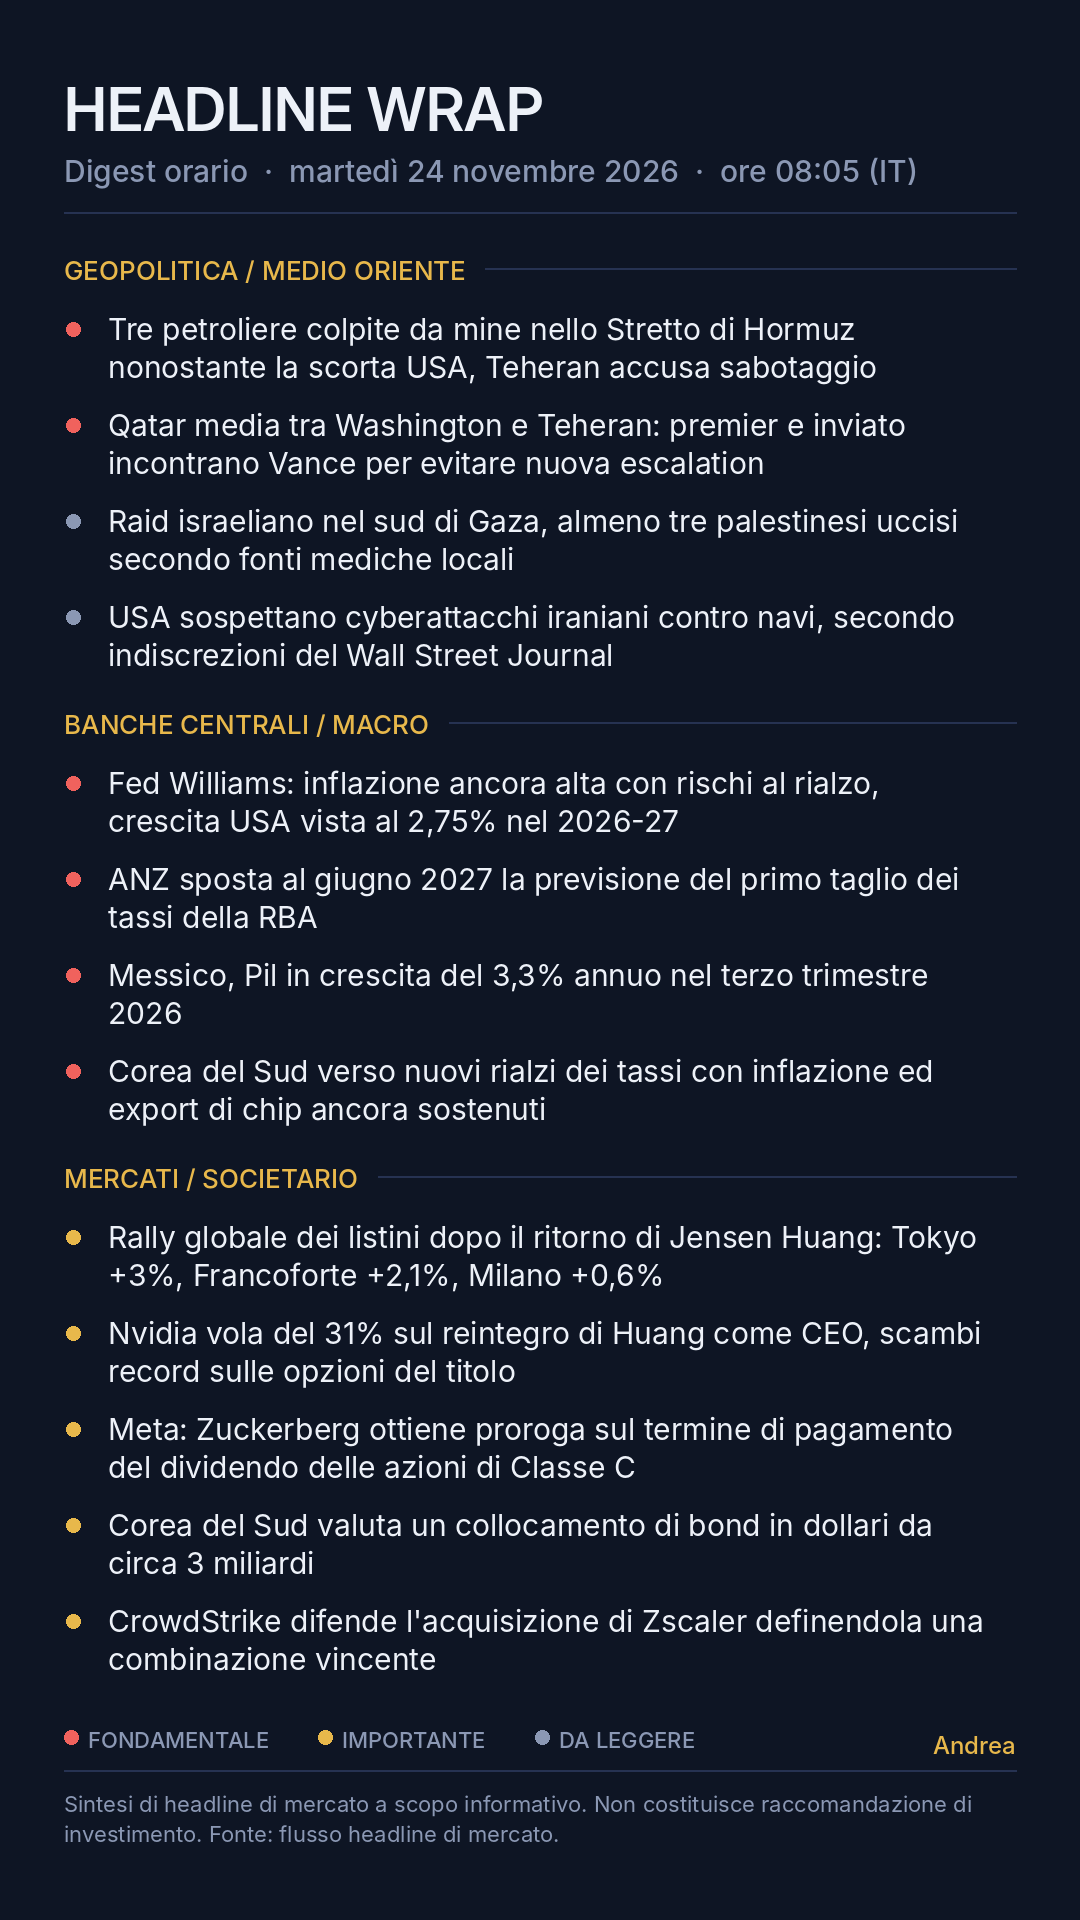 HEADLINE WRAP
Digest orario · martedì 24 novembre 2026 · ore 08:05 (IT)
GEOPOLITICA / MEDIO ORIENTE
Tre petroliere colpite da mine nello Stretto di Hormuz
nonostante la scorta USA, Teheran accusa sabotaggio
Qatar media tra Washington e Teheran: premier e inviato
incontrano Vance per evitare nuova escalation
Raid israeliano nel sud di Gaza, almeno tre palestinesi uccisi
secondo fonti mediche locali
USA sospettano cyberattacchi iraniani contro navi, secondo
indiscrezioni del Wall Street Journal
BANCHE CENTRALI / MACRO
Fed Williams: inflazione ancora alta con rischi al rialzo,
crescita USA vista al 2,75% nel 2026-27
ANZ sposta al giugno 2027 la previsione del primo taglio dei
tassi della RBA
Messico, Pil in crescita del 3,3% annuo nel terzo trimestre
2026
Corea del Sud verso nuovi rialzi dei tassi con inflazione ed
export di chip ancora sostenuti
MERCATI / SOCIETARIO
Rally globale dei listini dopo il ritorno di Jensen Huang: Tokyo
+3%, Francoforte +2,1%, Milano +0,6%
Nvidia vola del 31% sul reintegro di Huang come CEO, scambi
record sulle opzioni del titolo
Meta: Zuckerberg ottiene proroga sul termine di pagamento
del dividendo delle azioni di Classe C
Corea del Sud valuta un collocamento di bond in dollari da
circa 3 miliardi
CrowdStrike difende l'acquisizione di Zscaler definendola una
combinazione vincente
FONDAMENTALE IMPORTANTE DA LEGGERE Andrea
Sintesi di headline di mercato a scopo informativo. Non costituisce raccomandazione di
investimento. Fonte: flusso headline di mercato.